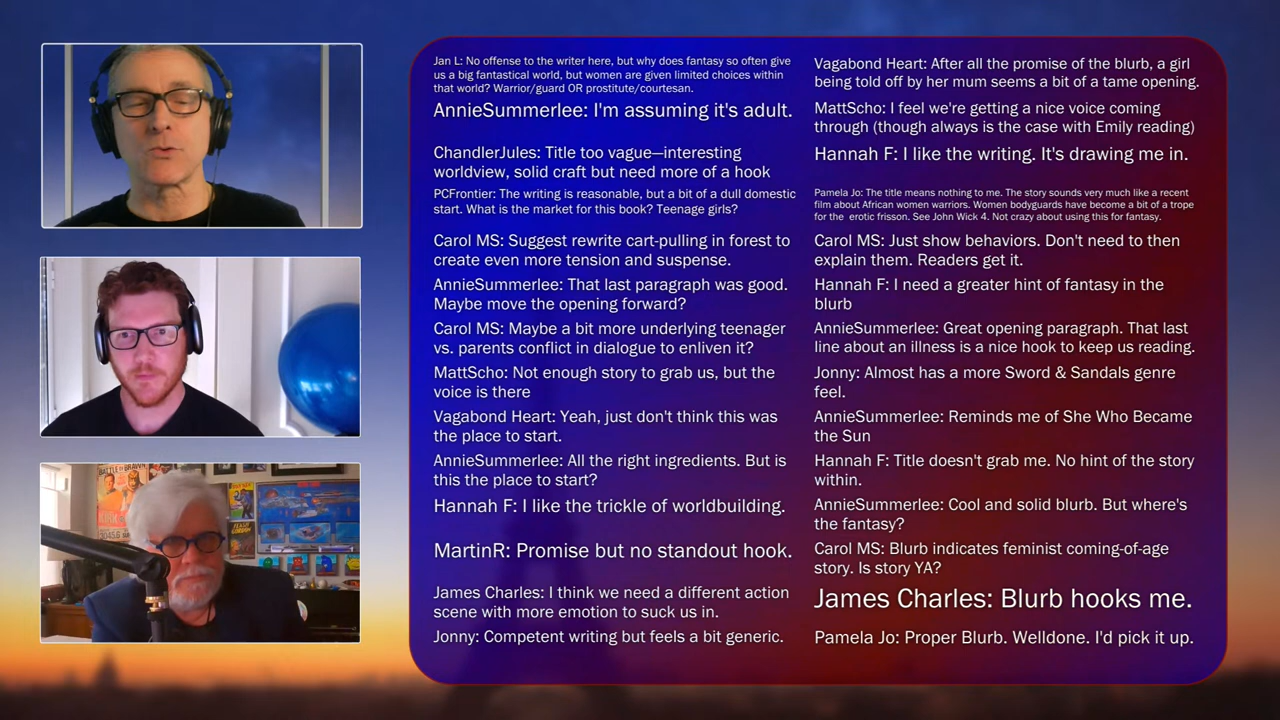 Jan L: No offense to the writer here, but why does fantasy so often give
us a big fantastical world, but women are given limited choices within
that world? Warrior/guard OR prostitute/courtesan.
AnnieSummerlee: I'm assuming it's adult.
ChandlerJules: Title too vague—interesting
worldview, solid craft but need more of a hook
PCFrontier: The writing is reasonable, but a bit of a dull domestic
start. What is the market for this book? Teenage girls?
Carol MS: Suggest rewrite cart-pulling in forest to
create even more tension and suspense.
AnnieSummerlee: That last paragraph was good.
Maybe move the opening forward?
Carol MS: Maybe a bit more underlying teenager
vs. parents conflict in dialogue to enliven it?
MattScho: Not enough story to grab us, but the
voice is there
Vagabond Heart: Yeah, just don't think this was
the place to start.
AnnieSummerlee: All the right ingredients. But is
this the place to start?
Hannah F: I like the trickle of worldbuilding.
MartinR: Promise but no standout hook.
James Charles: I think we need a different action
scene with more emotion to suck us in.
Jonny: Competent writing but feels a bit generic.
Vagabond Heart: After all the promise of the blurb, a girl
being told off by her mum seems a bit of a tame opening.
MattScho: I feel we're getting a nice voice coming
through (though always is the case with Emily reading)
Hannah F: I like the writing. It's drawing me in.
Pamela Jo: The title means nothing to me. The story sounds very much like a recent
film about African women warriors. Women bodyguards have become a bit of a trope
for the erotic frisson. See John Wick 4. Not crazy about using this for fantasy.
Carol MS: Just show behaviors. Don't need to then
explain them. Readers get it.
Hannah F: I need a greater hint of fantasy in the
blurb
AnnieSummerlee: Great opening paragraph. That last
line about an illness is a nice hook to keep us reading.
Jonny: Almost has a more Sword & Sandals genre
feel.
AnnieSummerlee: Reminds me of She Who Became
the Sun
Hannah F: Title doesn't grab me. No hint of the story
within.
AnnieSummerlee: Cool and solid blurb. But where's
the fantasy?
Carol MS: Blurb indicates feminist coming-of-age
story. Is story YA?
James Charles: Blurb hooks me.
Pamela Jo: Proper Blurb. Welldone. I'd pick it up.
FLASH
GORDON